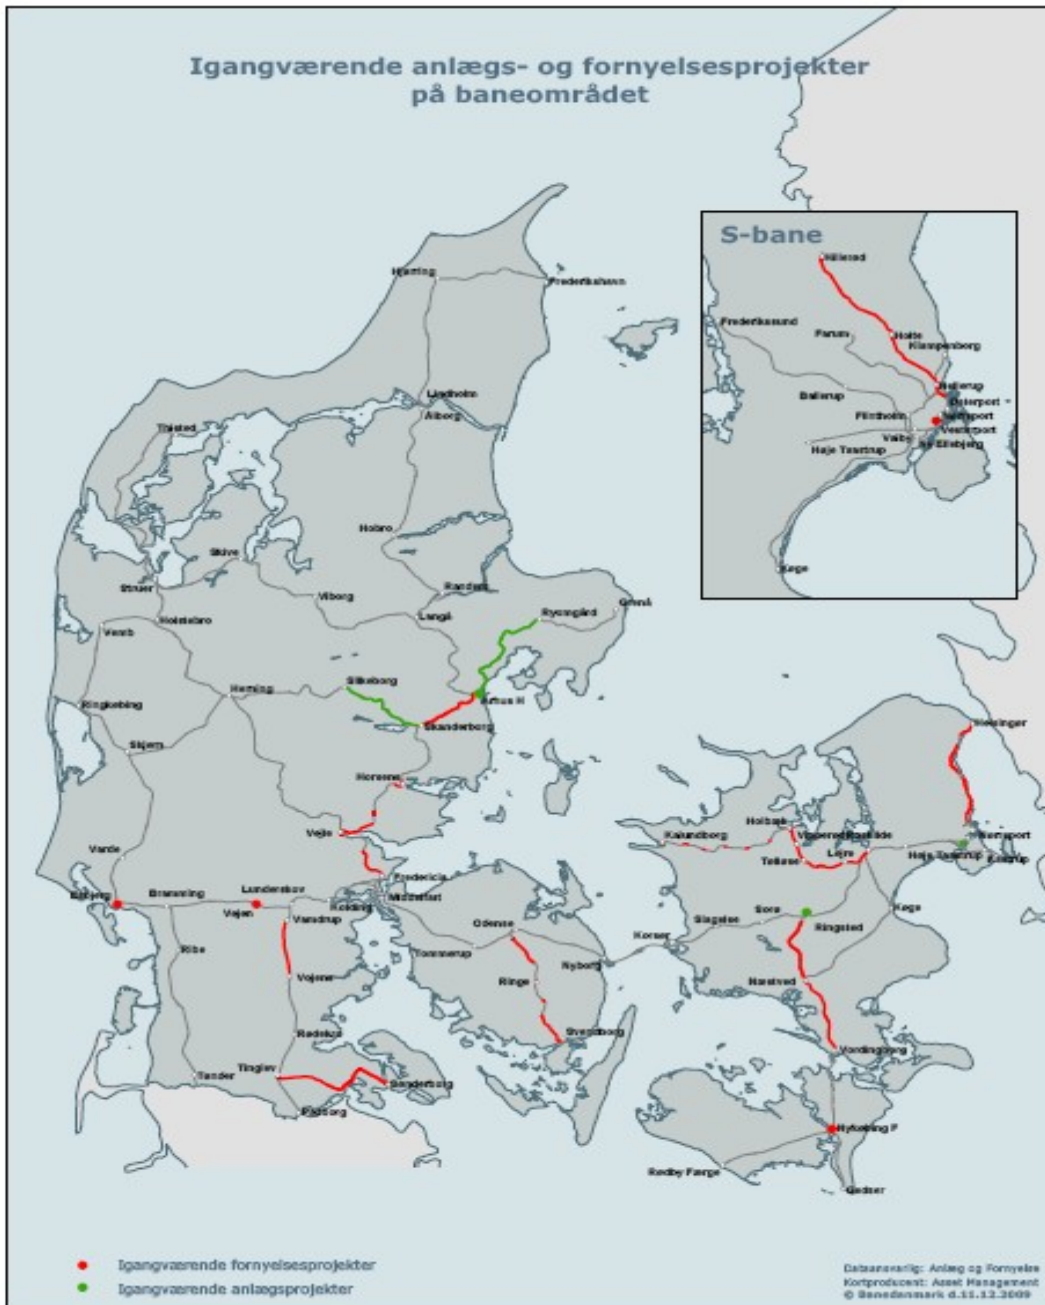 Igangværende anlægs- og fornyelsesprojekter
på baneområdet
S-bane
Hillerød
Frederikssund
Farum
Holte
Klampenborg
Hellerup
Ballerup
Østerport
Flintholm
Nørreport
Vesterport
Valby
Ny Ellebjerg
Høje Taastrup
Køge
Hjørring
Frederikshavn
Lindholm
Ålborg
Thisted
Hobro
Skive
Struer
Viborg
Randers
Langå
Ryomgård
Grenå
Vemb
Holstebro
Silkeborg
Herning
Århus H
Ringkøbing
Skanderborg
Skjern
Helsingør
Horsens
Holbæk
Vejle
Kalundborg
Vipperød
Roskilde
Nørreport
Varde
Tølløse
Lejre
Høje Taastrup
Kastrup
Fredericia
Esbjerg
Bramming
Lunderskov
Kolding
Middelfart
Vejen
Vamdrup
Odense
Sorø
Køge
Slagelse
Ringsted
Korsør
Ribe
Tommerup
Nyborg
Vojens
Ringe
Næstved
Rødekro
Svendborg
Vordingborg
Tønder
Tinglev
Sønderborg
Padborg
Nykøbing F
Rødby Færge
Gedser
Igangværende fornyelsesprojekter
Igangværende anlægsprojekter
Dataansvarlig: Anlæg og Fornyelse
Kortproducent: Asset Management
© Banedanmark d.11.12.2009